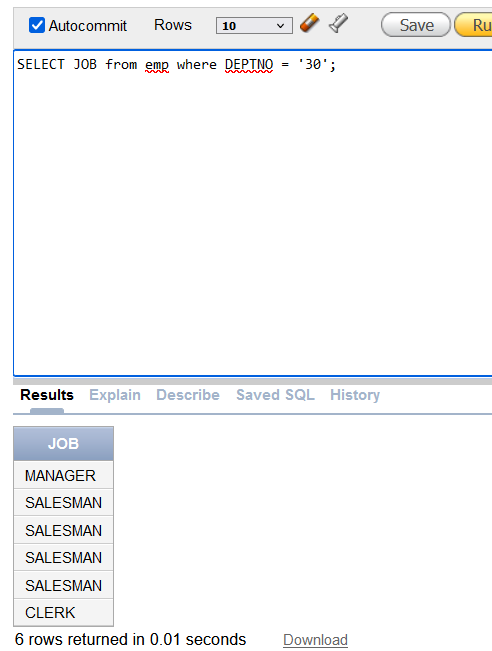 Autocommit Rows 10 Save Ru
SELECT JOB from emp where DEPTNO = '30';
Results Explain Describe Saved SQL History
JOB
MANAGER
SALESMAN
SALESMAN
SALESMAN
SALESMAN
CLERK
6 rows returned in 0.01 seconds Download